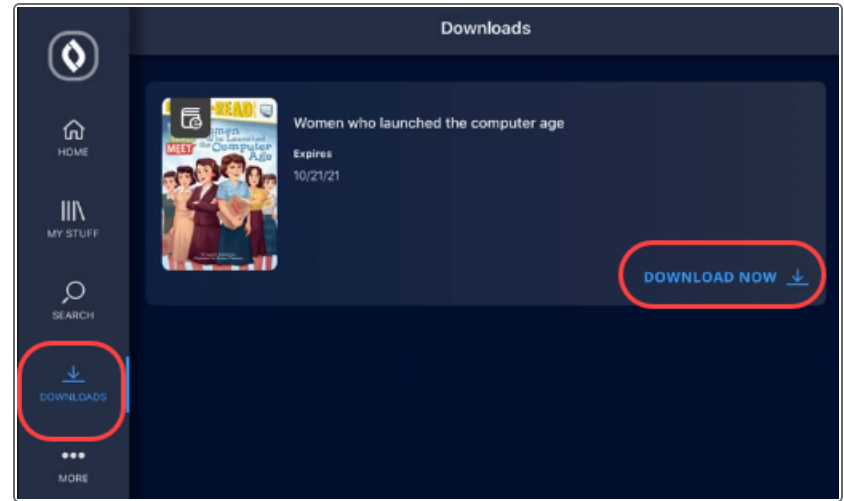 Downloads
HOME
MY STUFF
SEARCH
DOWNLOADS
MORE
READ
Women
Who Launched
MEET the Computer
Age
Women who launched the computer age
Expires
10/21/21
DOWNLOAD NOW